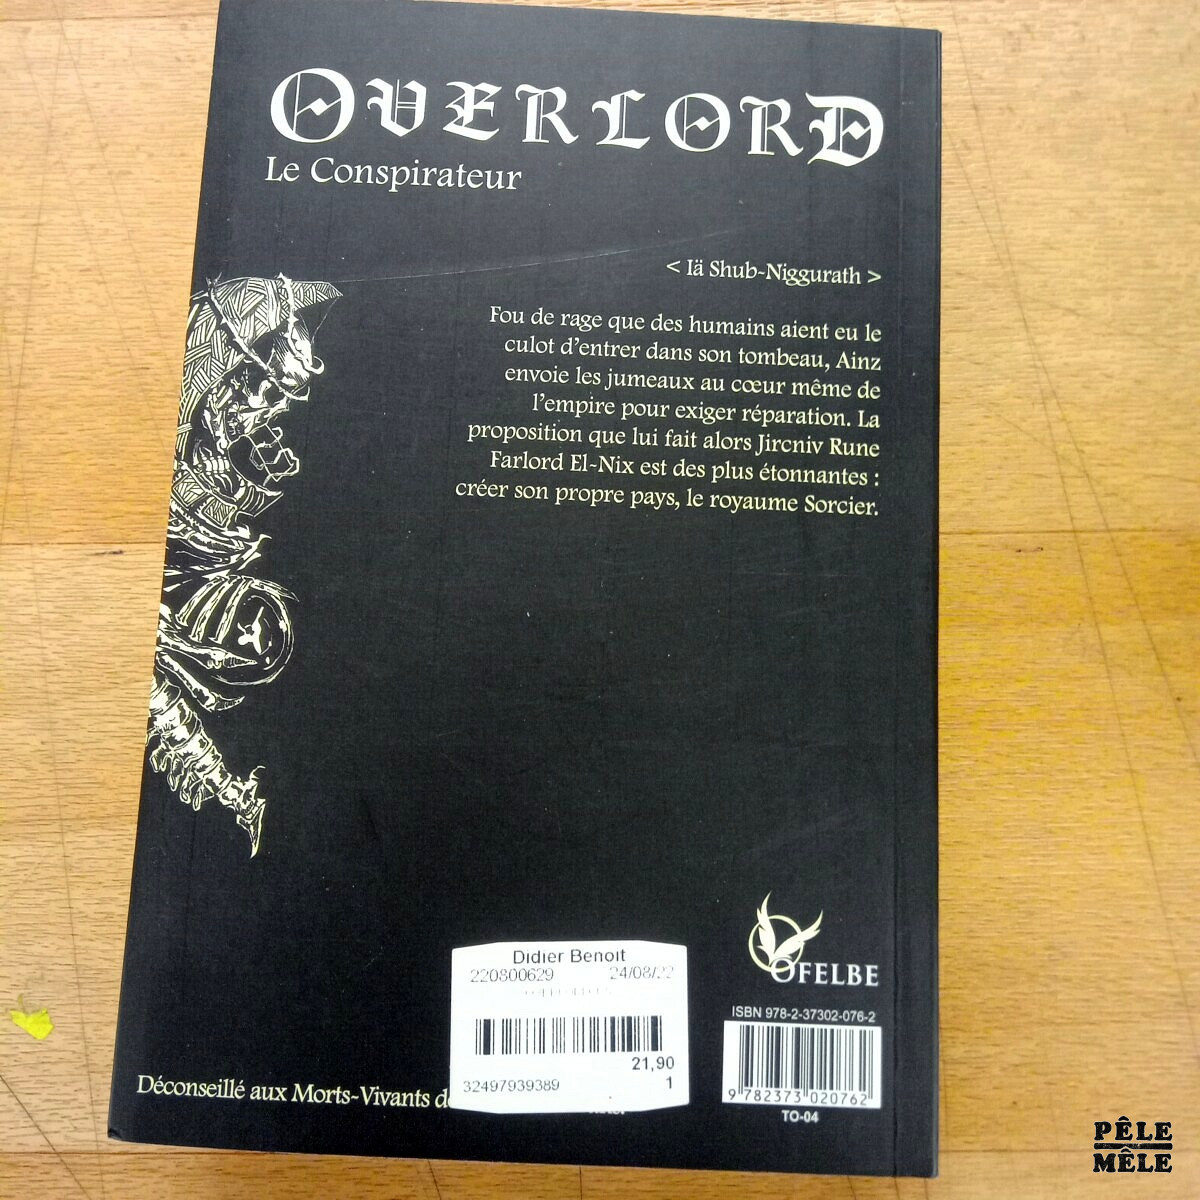 OVERLORD
Le Conspirateur
< Iä Shub-Niggurath >
Fou de rage que des humains aient eu le
culot d'entrer dans son tombeau, Ainz
envoie les jumeaux au cœur même de
l'empire pour exiger réparation. La
proposition que lui fait alors Jircniv Rune
Farlord El-Nix est des plus étonnantes :
créer son propre pays, le royaume Sorcier.
OFELBE
Didier Benoit
220800629 24/08/22
ISBN 978-2-37302-076-2
21,90
32497939389 1
9 782373 020762
TO-04
Déconseillé aux Morts-Vivants de
PÊLE
MÊLE